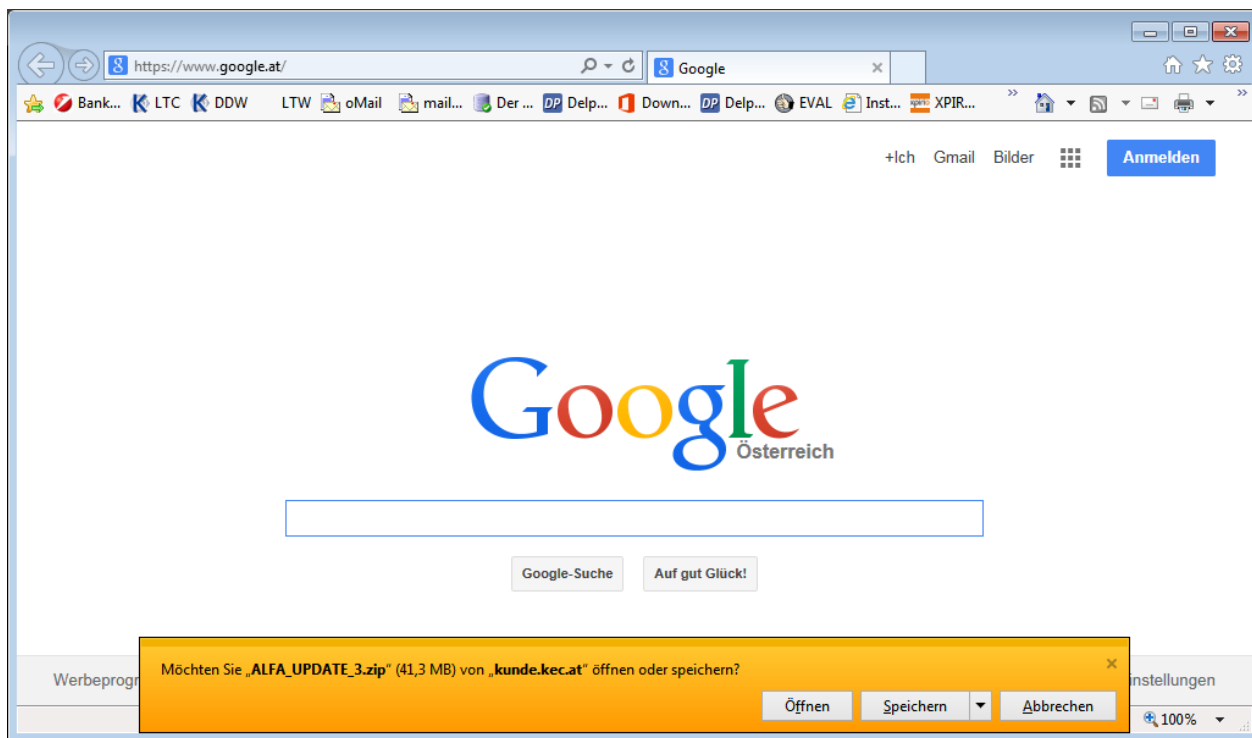 https://www.google.at/
Google
Bank... LTC DDW LTW oMail mail... Der ... Delp... Down... Delp... EVAL Inst... XPIR...
+Ich Gmail Bilder Anmelden
Google
Österreich
Google-Suche Auf gut Glück!
Möchten Sie „ALFA_UPDATE_3.zip“ (41,3 MB) von „kunde.kec.at“ öffnen oder speichern?
Werbeprogr instellungen
Öffnen Speichern Abbrechen
100%